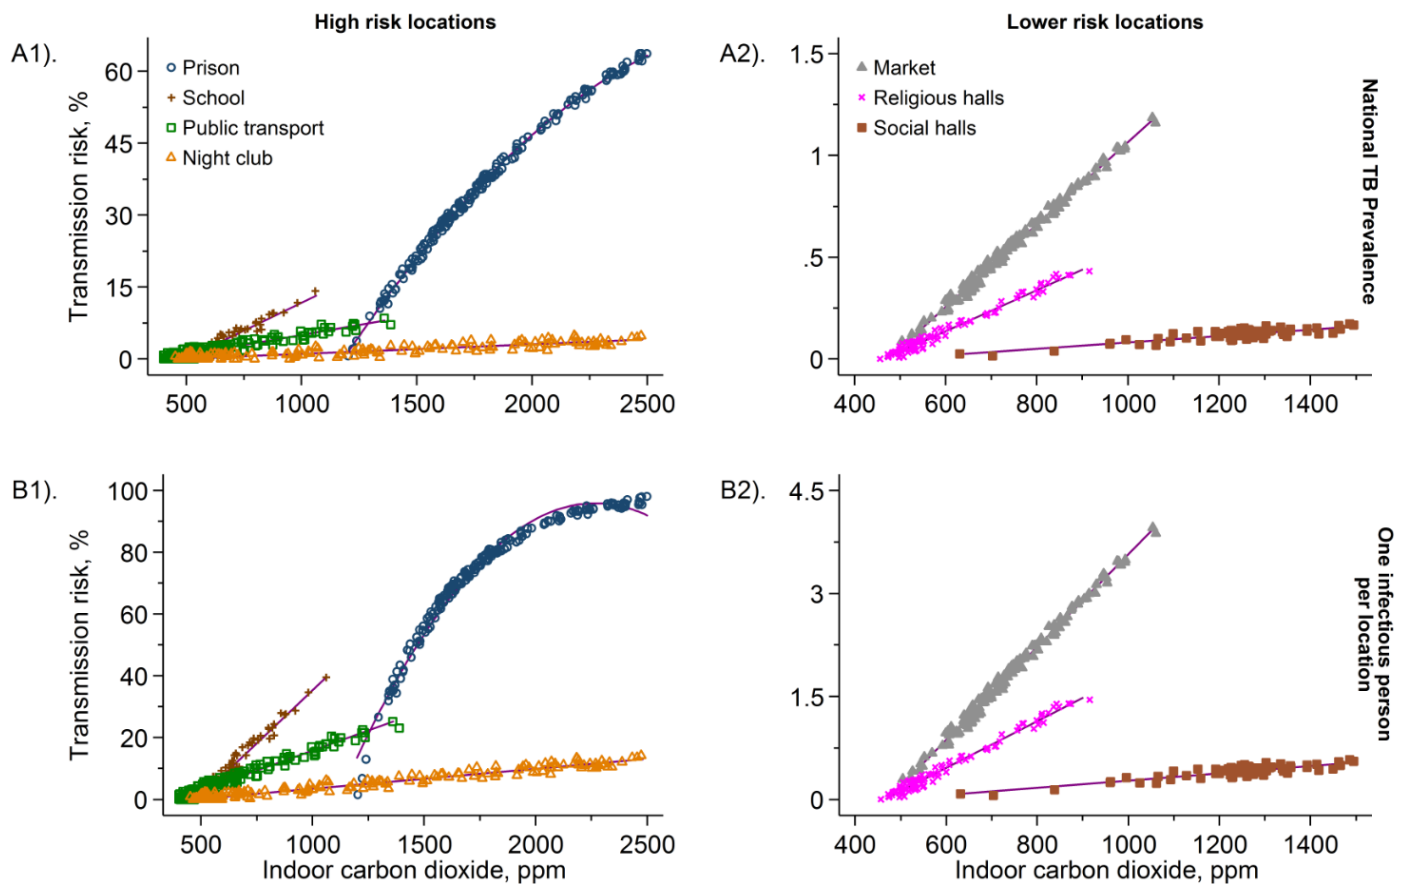 High risk locations
Lower risk locations
A1).
Transmission risk, %
60
45
30
15
0
Prison
School
Public transport
Night club
500
1000
1500
2000
2500
A2).
1.5
1
.5
0
Market
Religious halls
Social halls
400
600
800
1000
1200
1400
National TB Prevalence
B1).
Transmission risk, %
100
80
60
40
20
0
500
1000
1500
2000
2500
Indoor carbon dioxide, ppm
B2).
4.5
3
1.5
0
400
600
800
1000
1200
1400
Indoor carbon dioxide, ppm
One infectious person
per location